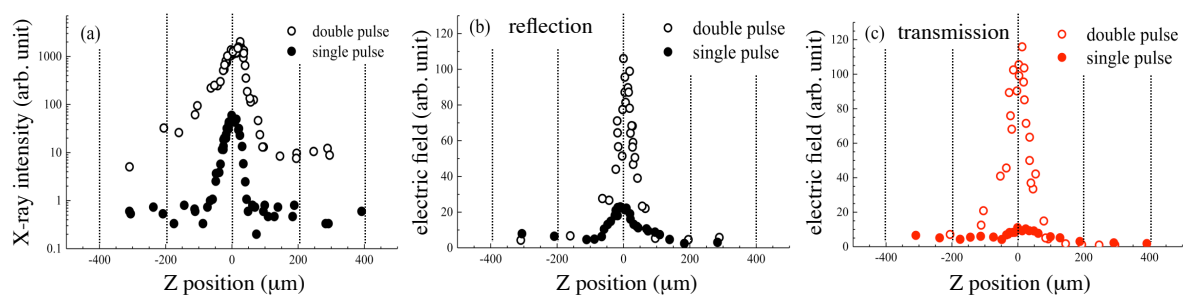 (a)
double pulse
single pulse
1000
100
10
1
0.1
-400
-200
0
200
400
X-ray intensity (arb. unit)
Z position (μm)
(b)
reflection
double pulse
single pulse
120
100
80
60
40
20
0
-400
-200
0
200
400
electric field (arb. unit)
Z position (μm)
(c)
transmission
double pulse
single pulse
120
100
80
60
40
20
0
-400
-200
0
200
400
electric field (arb. unit)
Z position (μm)